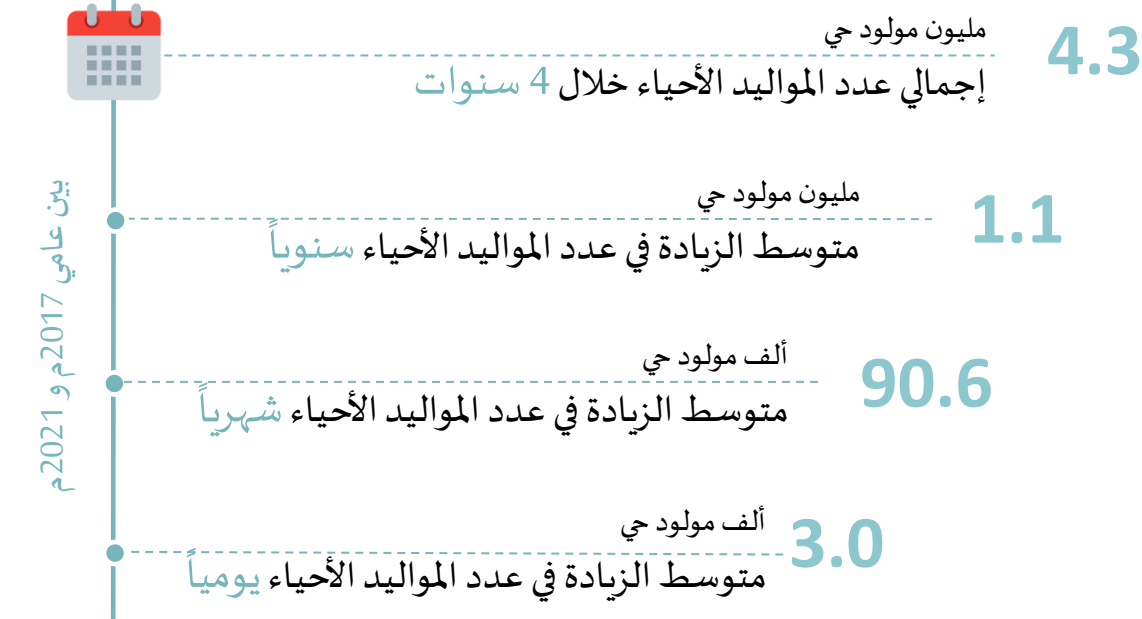 4.3
مليون مولود حي
إجمالي عدد المواليد الأحياء خلال 4 سنوات
1.1
مليون مولود حي
متوسط الزيادة في عدد المواليد الأحياء سنوياً
90.6
ألف مولود حي
متوسط الزيادة في عدد المواليد الأحياء شهرياً
3.0
ألف مولود حي
متوسط الزيادة في عدد المواليد الأحياء يومياً
بين عامي 2017م و 2021م